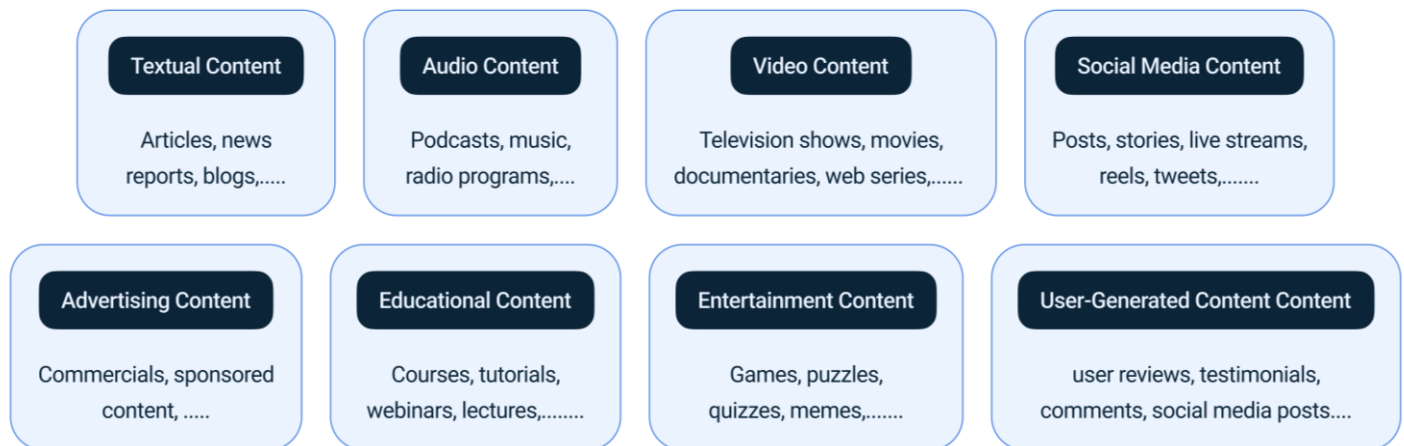 Textual Content
Articles, news
reports, blogs,.....
Audio Content
Podcasts, music,
radio programs,....
Video Content
Television shows, movies,
documentaries, web series,......
Social Media Content
Posts, stories, live streams,
reels, tweets,.......
Advertising Content
Commercials, sponsored
content, .....
Educational Content
Courses, tutorials,
webinars, lectures,........
Entertainment Content
Games, puzzles,
quizzes, memes,.......
User-Generated Content Content
user reviews, testimonials,
comments, social media posts....